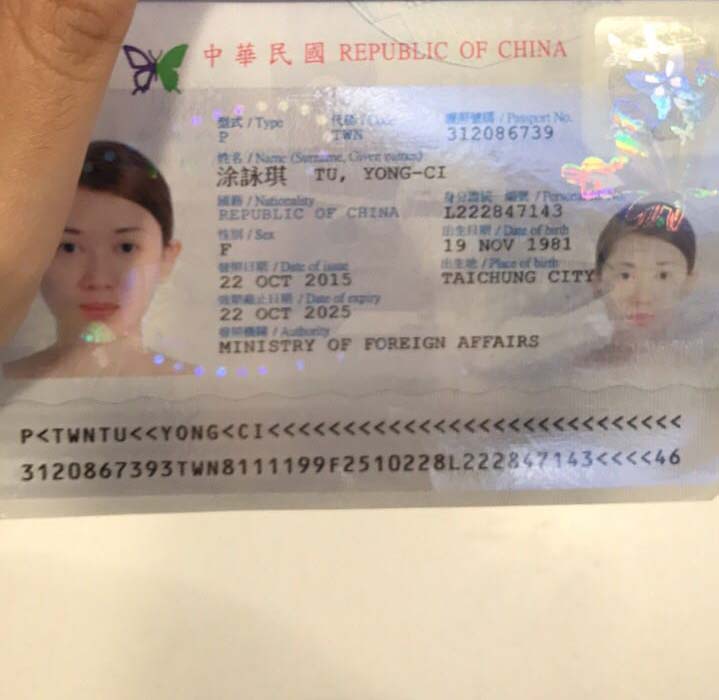 中華民國 REPUBLIC OF CHINA
型式 / Type 代碼 / Code 護照號碼 / Passport No.
P TWN 312086739
姓名 / Name (Surname, Given names)
涂詠琪 TU, YONG-CI
國籍 / Nationality 身分證統一編號 / Personal
REPUBLIC OF CHINA L222847143
性別 / Sex 出生日期 / Date of birth
F 19 NOV 1981
發照日期 / Date of issue 出生地 / Place of birth
22 OCT 2015 TAICHUNG CITY
效期截止日期 / Date of expiry
22 OCT 2025
發照機關 / Authority
MINISTRY OF FOREIGN AFFAIRS
P<TWNTU<<YONG<CI<<<<<<<<<<<<<<<<<<<<<<<<<<<<
3120867393TWN8111199F2510228L222847143<<<<46